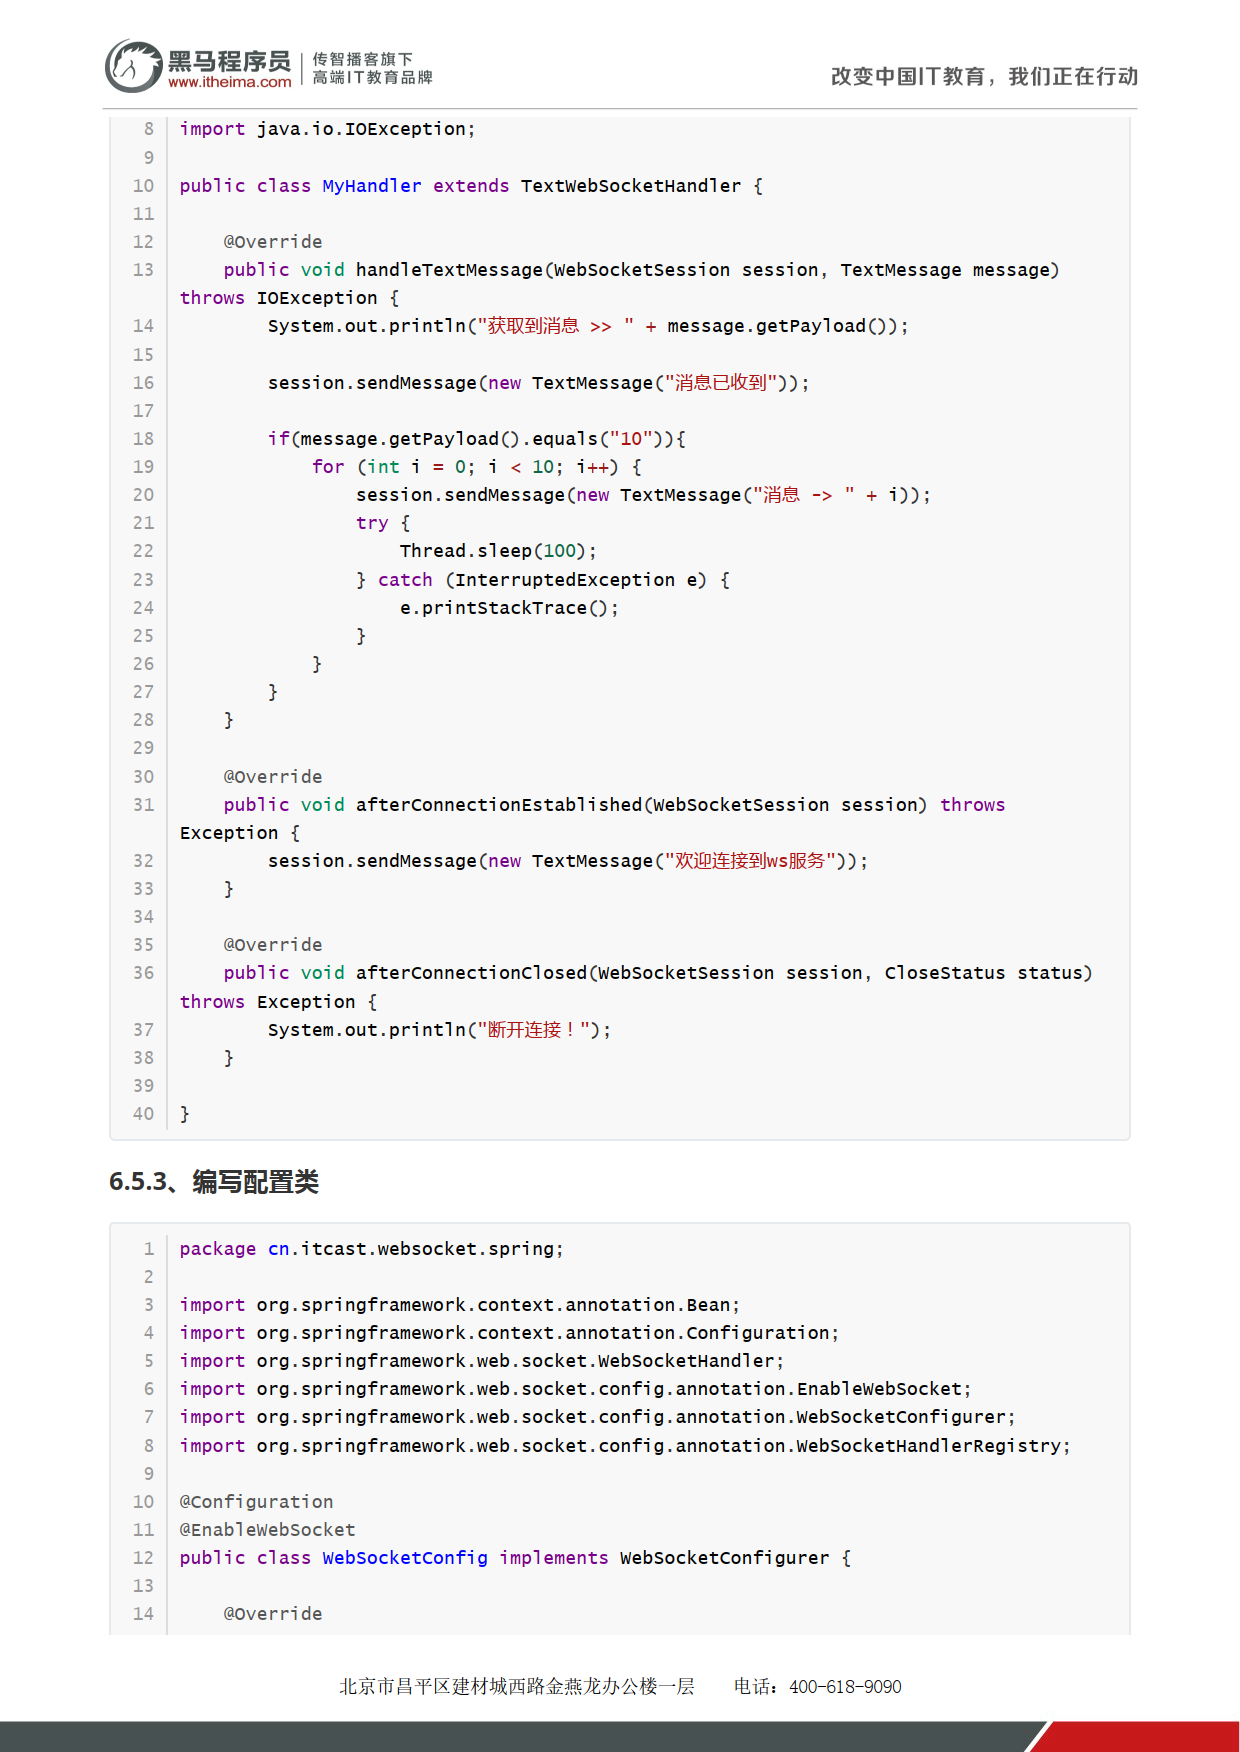 黑马程序员
www.itheima.com
传智播客旗下
高端IT教育品牌
改变中国IT教育，我们正在行动
8 import java.io.IOException;
9
10 public class MyHandler extends TextWebSocketHandler {
11
12     @Override
13     public void handleTextMessage(WebSocketSession session, TextMessage message)
throws IOException {
14         System.out.println("获取到消息 >> " + message.getPayload());
15
16         session.sendMessage(new TextMessage("消息已收到"));
17
18         if(message.getPayload().equals("10")){
19             for (int i = 0; i < 10; i++) {
20                 session.sendMessage(new TextMessage("消息 -> " + i));
21                 try {
22                     Thread.sleep(100);
23                 } catch (InterruptedException e) {
24                     e.printStackTrace();
25                 }
26             }
27         }
28     }
29
30     @Override
31     public void afterConnectionEstablished(WebSocketSession session) throws
Exception {
32         session.sendMessage(new TextMessage("欢迎连接到ws服务"));
33     }
34
35     @Override
36     public void afterConnectionClosed(WebSocketSession session, CloseStatus status)
throws Exception {
37         System.out.println("断开连接！");
38     }
39
40 }
6.5.3、编写配置类
1 package cn.itcast.websocket.spring;
2
3 import org.springframework.context.annotation.Bean;
4 import org.springframework.context.annotation.Configuration;
5 import org.springframework.web.socket.WebSocketHandler;
6 import org.springframework.web.socket.config.annotation.EnableWebSocket;
7 import org.springframework.web.socket.config.annotation.WebSocketConfigurer;
8 import org.springframework.web.socket.config.annotation.WebSocketHandlerRegistry;
9
10 @Configuration
11 @EnableWebSocket
12 public class WebSocketConfig implements WebSocketConfigurer {
13
14     @Override
北京市昌平区建材城西路金燕龙办公楼一层 电话：400-618-9090